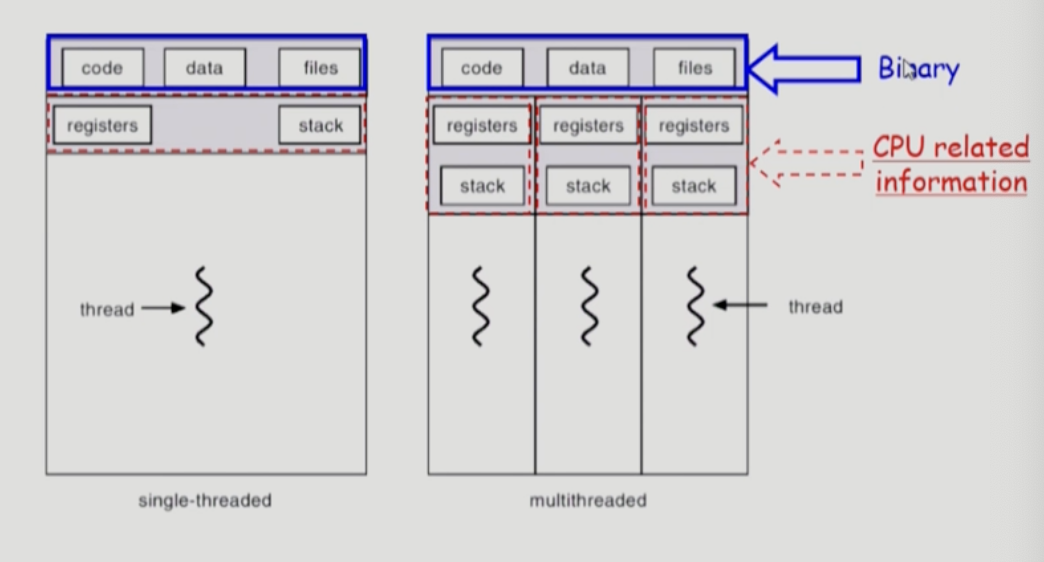 code data files
registers stack
thread
single-threaded
code data files
registers registers registers
stack stack stack
thread
multithreaded
Binary
CPU related
information